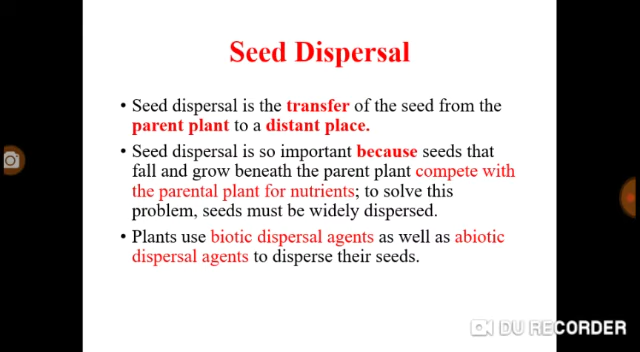 Seed Dispersal
• Seed dispersal is the transfer of the seed from the
parent plant to a distant place.
• Seed dispersal is so important because seeds that
fall and grow beneath the parent plant compete with
the parental plant for nutrients; to solve this
problem, seeds must be widely dispersed.
• Plants use biotic dispersal agents as well as abiotic
dispersal agents to disperse their seeds.
DU RECORDER